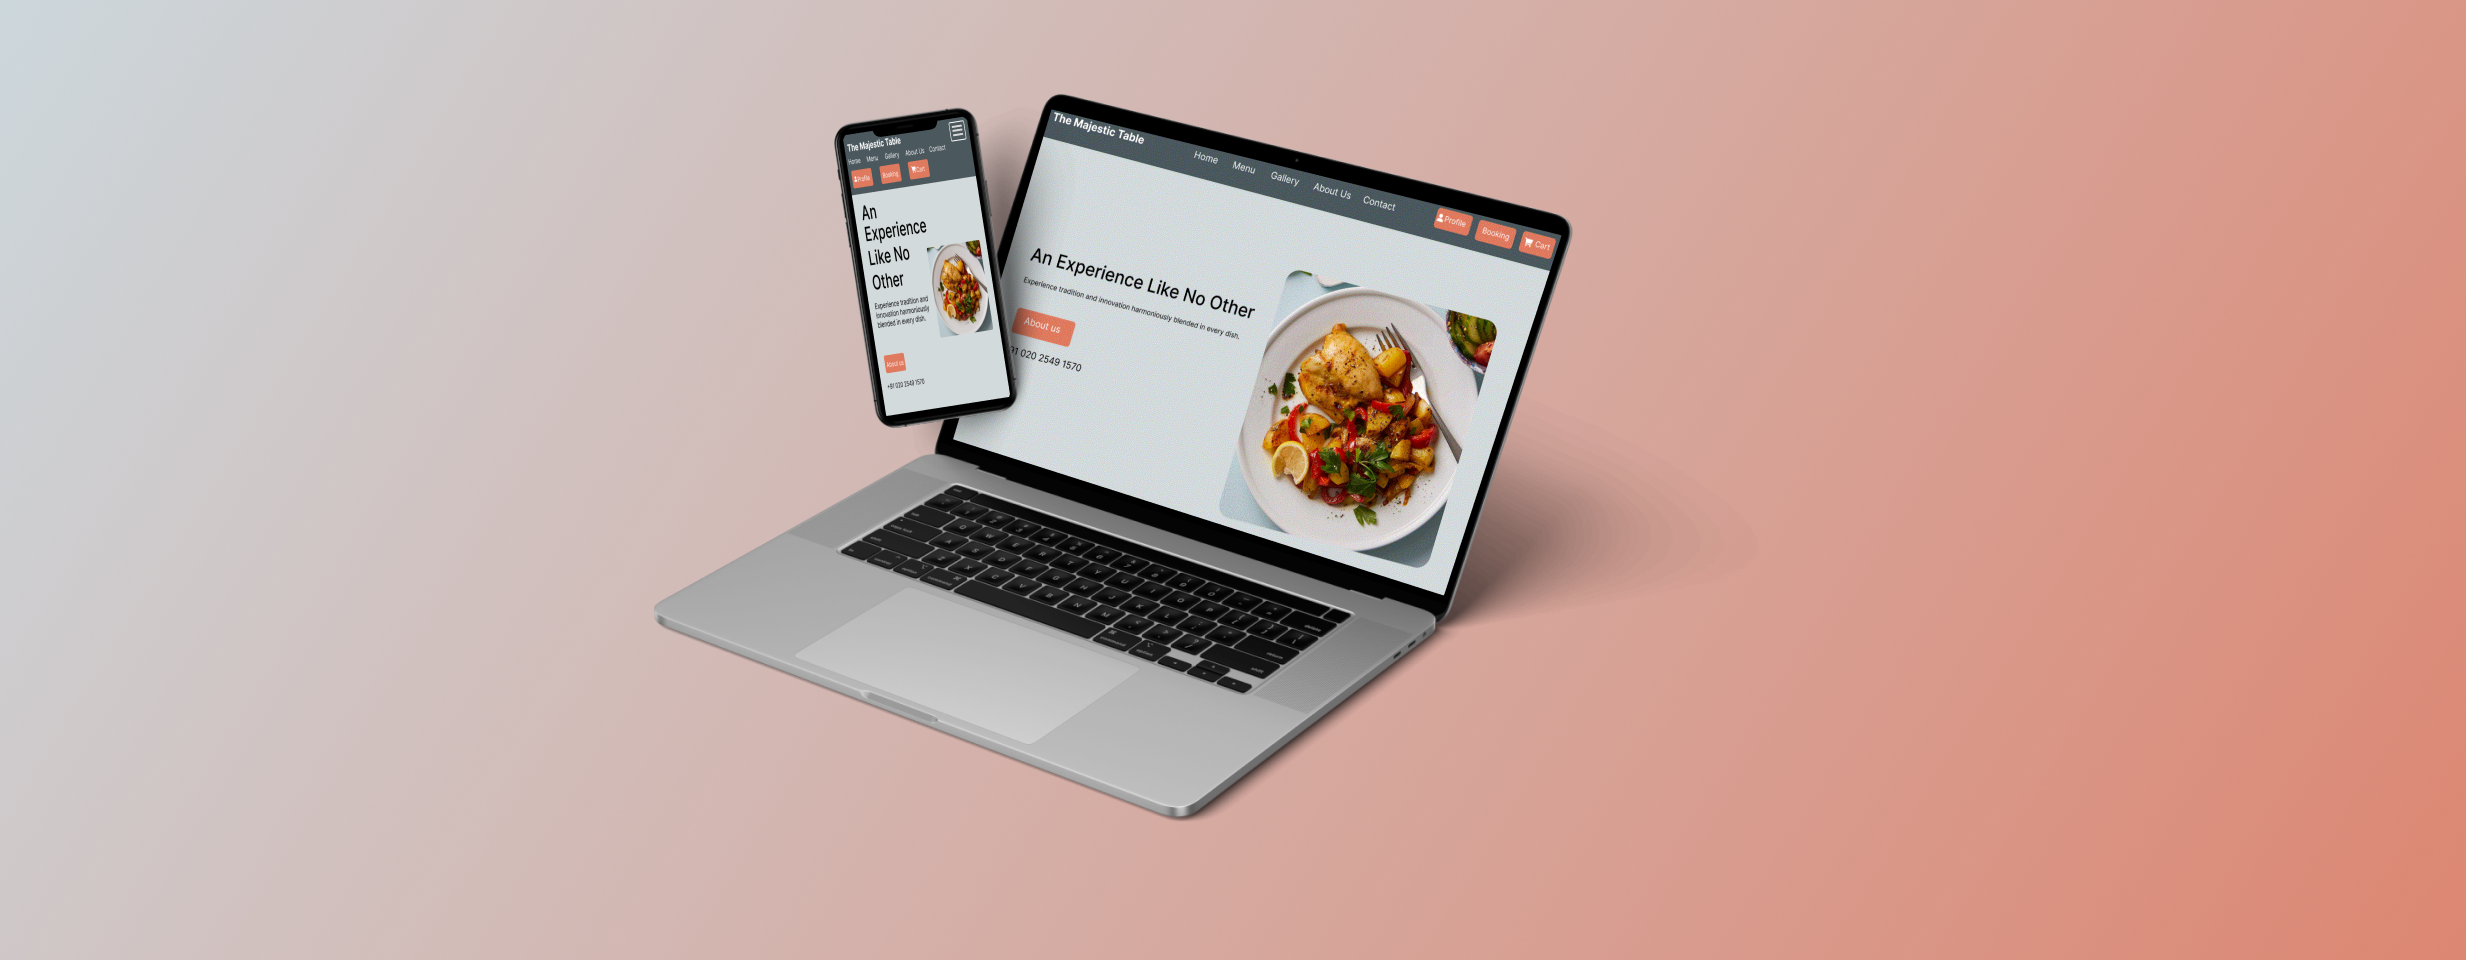 The Majestic Table
Home Menu Gallery About Us Contact
Profile Booking Cart
An
Experience
Like No
Other
Experience tradition and
innovation harmoniously
blended in every dish.
About us
+91 020 2549 1570
The Majestic Table
Home Menu Gallery About Us Contact
Profile Booking Cart
An Experience Like No Other
Experience tradition and innovation harmoniously blended in every dish.
About us
91 020 2549 1570